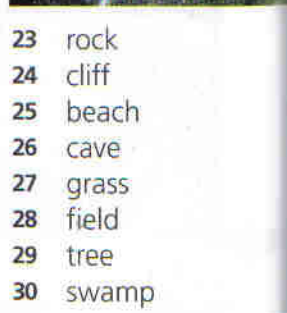 23 rock
24 cliff
25 beach
26 cave
27 grass
28 field
29 tree
30 swamp